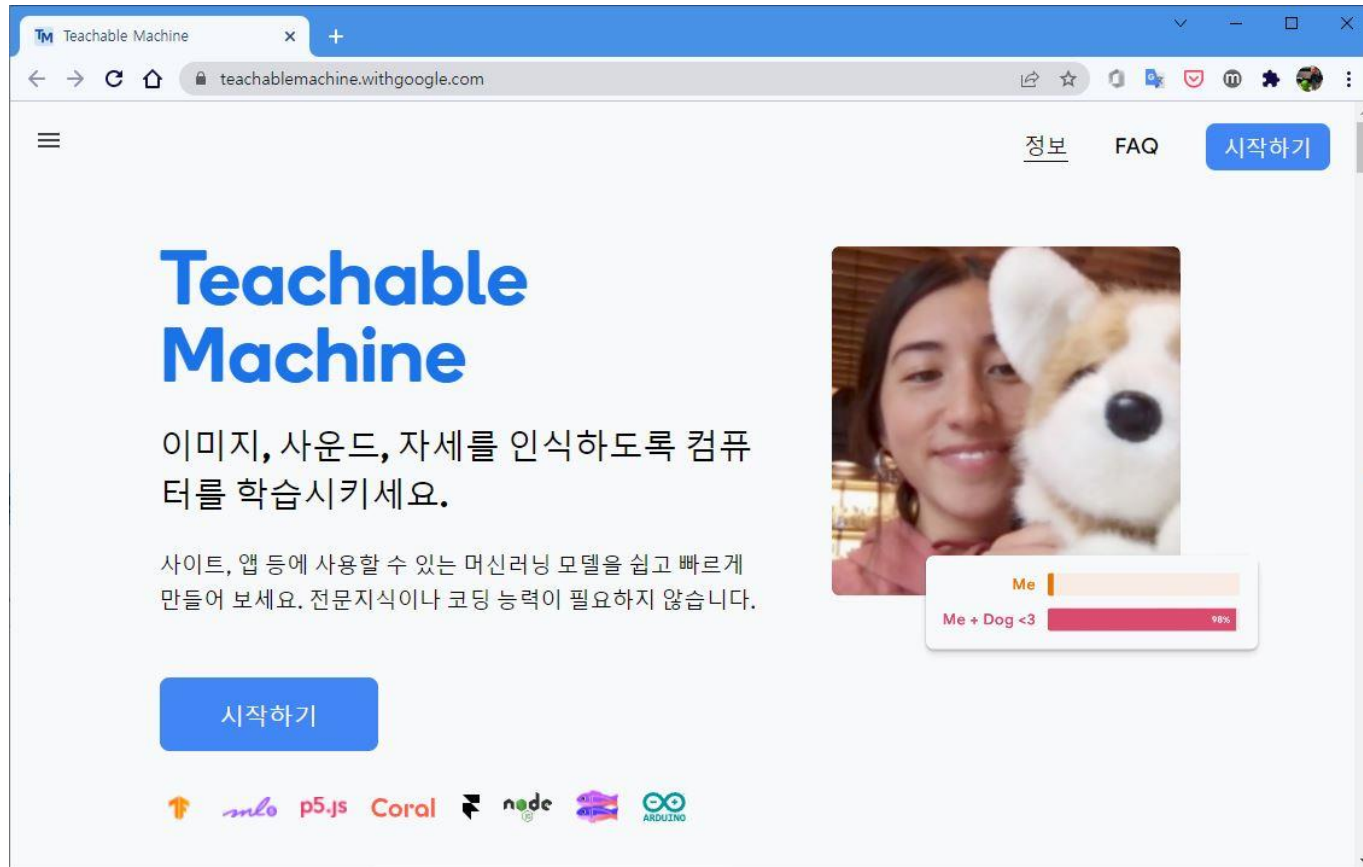 Teachable Machine
teachablemachine.withgoogle.com
정보 FAQ 시작하기
Teachable
Machine
이미지, 사운드, 자세를 인식하도록 컴퓨
터를 학습시키세요.
사이트, 앱 등에 사용할 수 있는 머신러닝 모델을 쉽고 빠르게
만들어 보세요. 전문지식이나 코딩 능력이 필요하지 않습니다.
Me
Me + Dog <3 98%
시작하기
p5.js Coral node ARDUINO